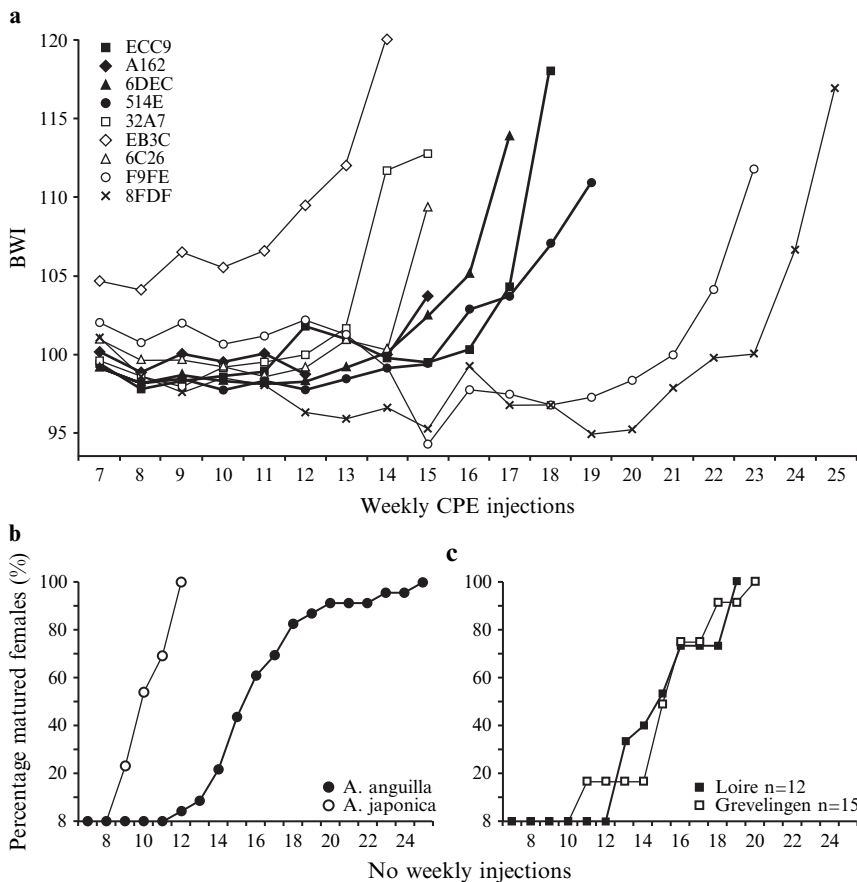 a
120
115
110
105
100
95
BWI
ECC9
A162
6DEC
514E
32A7
EB3C
6C26
F9FE
8FDF
7 8 9 10 11 12 13 14 15 16 17 18 19 20 21 22 23 24 25
Weekly CPE injections
b
Percentage matured females (%)
100
80
60
40
20
8
A. anguilla
A. japonica
8 10 12 14 16 18 20 22 24
c
100
80
60
40
20
8
Loire n=12
Grevelingen n=15
8 10 12 14 16 18 20 22 24
No weekly injections